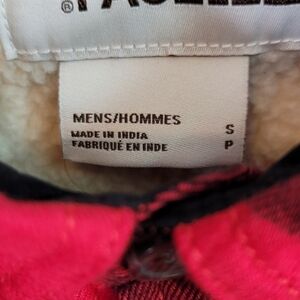 MENS/HOMMES
MADE IN INDIA S
FABRIQUÉ EN INDE P